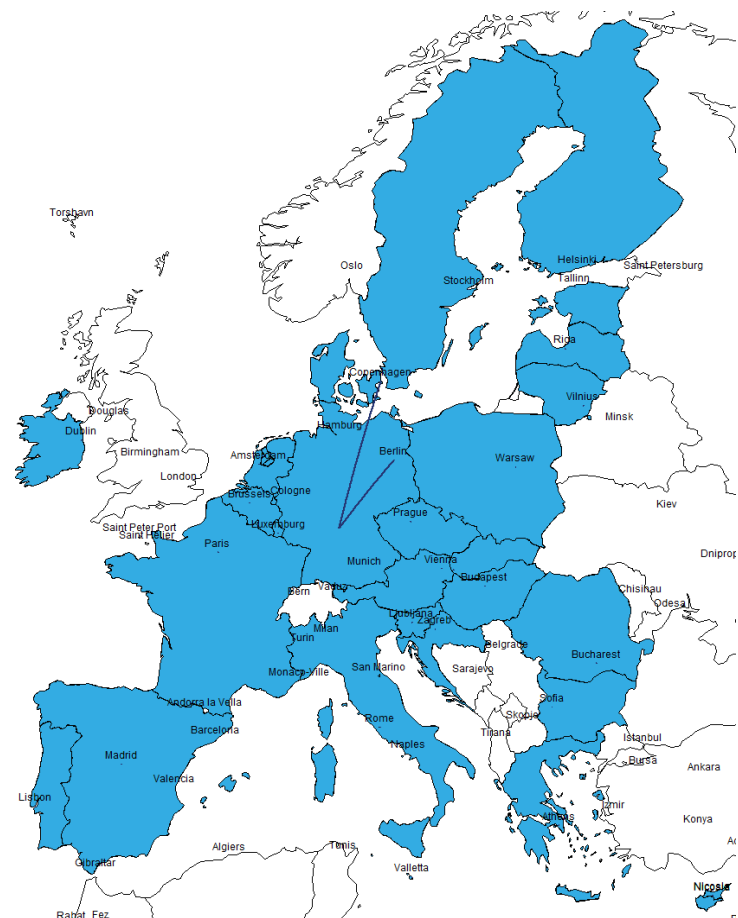 Torshavn
Oslo
Helsinki
Saint Petersburg
Tallinn
Stockholm
Riga
Copenhagen
Vilnius
Minsk
Douglas
Hamburg
Dublin
Birmingham
Amsterdam
Berlin
Warsaw
London
Cologne
Brussels
Kiev
Prague
Saint Peter Port
Luxemburg
Saint Helier
Paris
Dniprop
Munich
Vienna
Budapest
Vaduz
Bern
Chisinau
Odesa
Ljubljana
Zagreb
Milan
Turin
Belgrade
Bucharest
San Marino
Sarajevo
Monaco-Ville
Andorra la Vella
Sofia
Skopje
Rome
Barcelona
Tirana
Istanbul
Naples
Madrid
Bursa
Ankara
Valencia
Lisbon
Izmir
Athens
Konya
Algiers
Tunis
Gibraltar
Valletta
Nicosia
Rabat
Fez